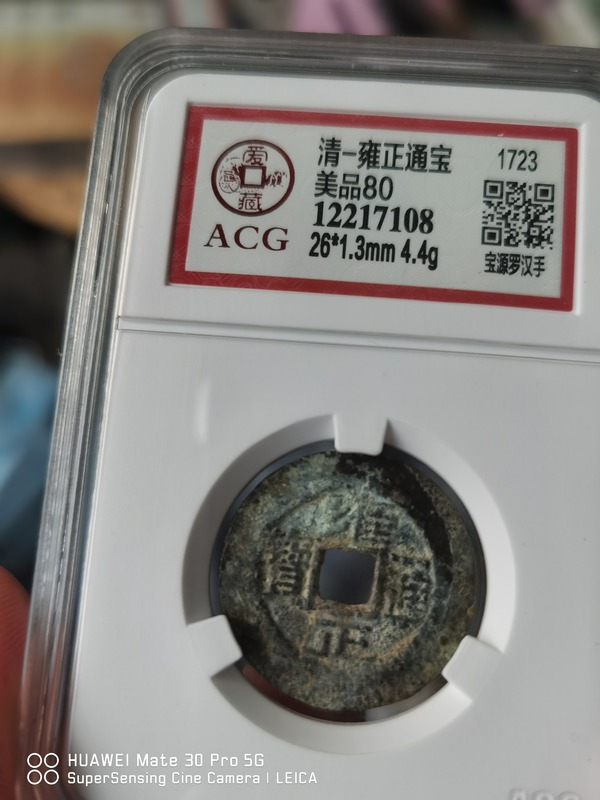 爱
藏
ACG
清-雍正通宝
1723
美品80
12217108
26*1.3mm 4.4g
宝源罗汉手
雍正通寳
HUAWEI Mate 30 Pro 5G
SuperSensing Cine Camera | LEICA